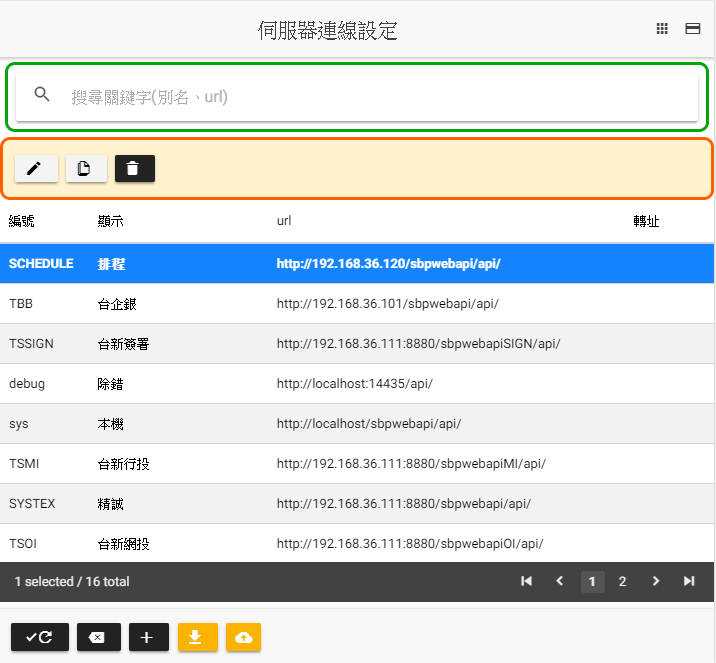 伺服器連線設定
搜尋關鍵字(別名、url)
編號 顯示 url 轉址
SCHEDULE 排程 http://192.168.36.120/sbpwebapi/api/
TBB 台企銀 http://192.168.36.101/sbpwebapi/api/
TSSIGN 台新簽署 http://192.168.36.111:8880/sbpwebapiSIGN/api/
debug 除錯 http://localhost:14435/api/
sys 本機 http://localhost/sbpwebapi/api/
TSMI 台新行投 http://192.168.36.111:8880/sbpwebapiMI/api/
SYSTEX 精誠 http://192.168.36.111:8880/sbpwebapi/api/
TSOI 台新網投 http://192.168.36.111:8880/sbpwebapiOI/api/
1 selected / 16 total 1 2